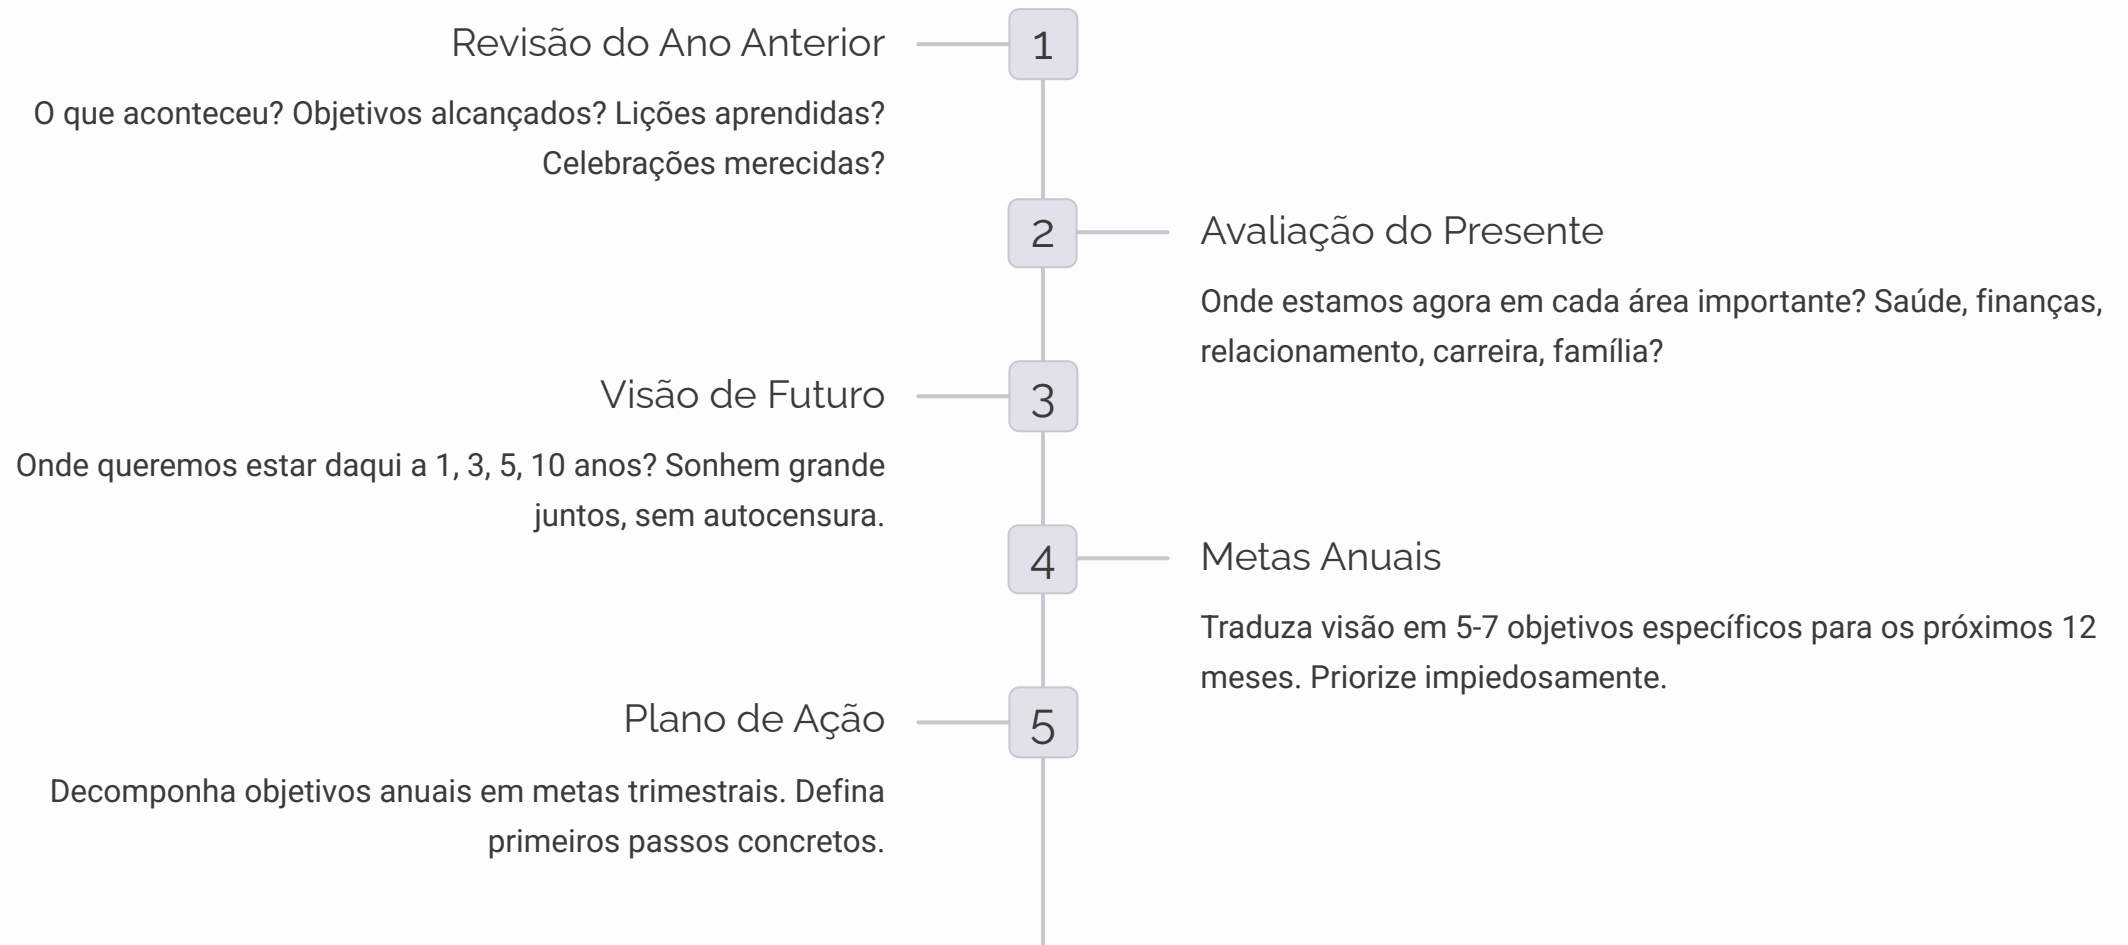 Revisão do Ano Anterior
1
O que aconteceu? Objetivos alcançados? Lições aprendidas?
Celebrações merecidas?
2
Avaliação do Presente
Onde estamos agora em cada área importante? Saúde, finanças,
relacionamento, carreira, família?
Visão de Futuro
3
Onde queremos estar daqui a 1, 3, 5, 10 anos? Sonhem grande
juntos, sem autocensura.
4
Metas Anuais
Traduza visão em 5-7 objetivos específicos para os próximos 12
meses. Priorize impiedosamente.
Plano de Ação
5
Decomponha objetivos anuais em metas trimestrais. Defina
primeiros passos concretos.